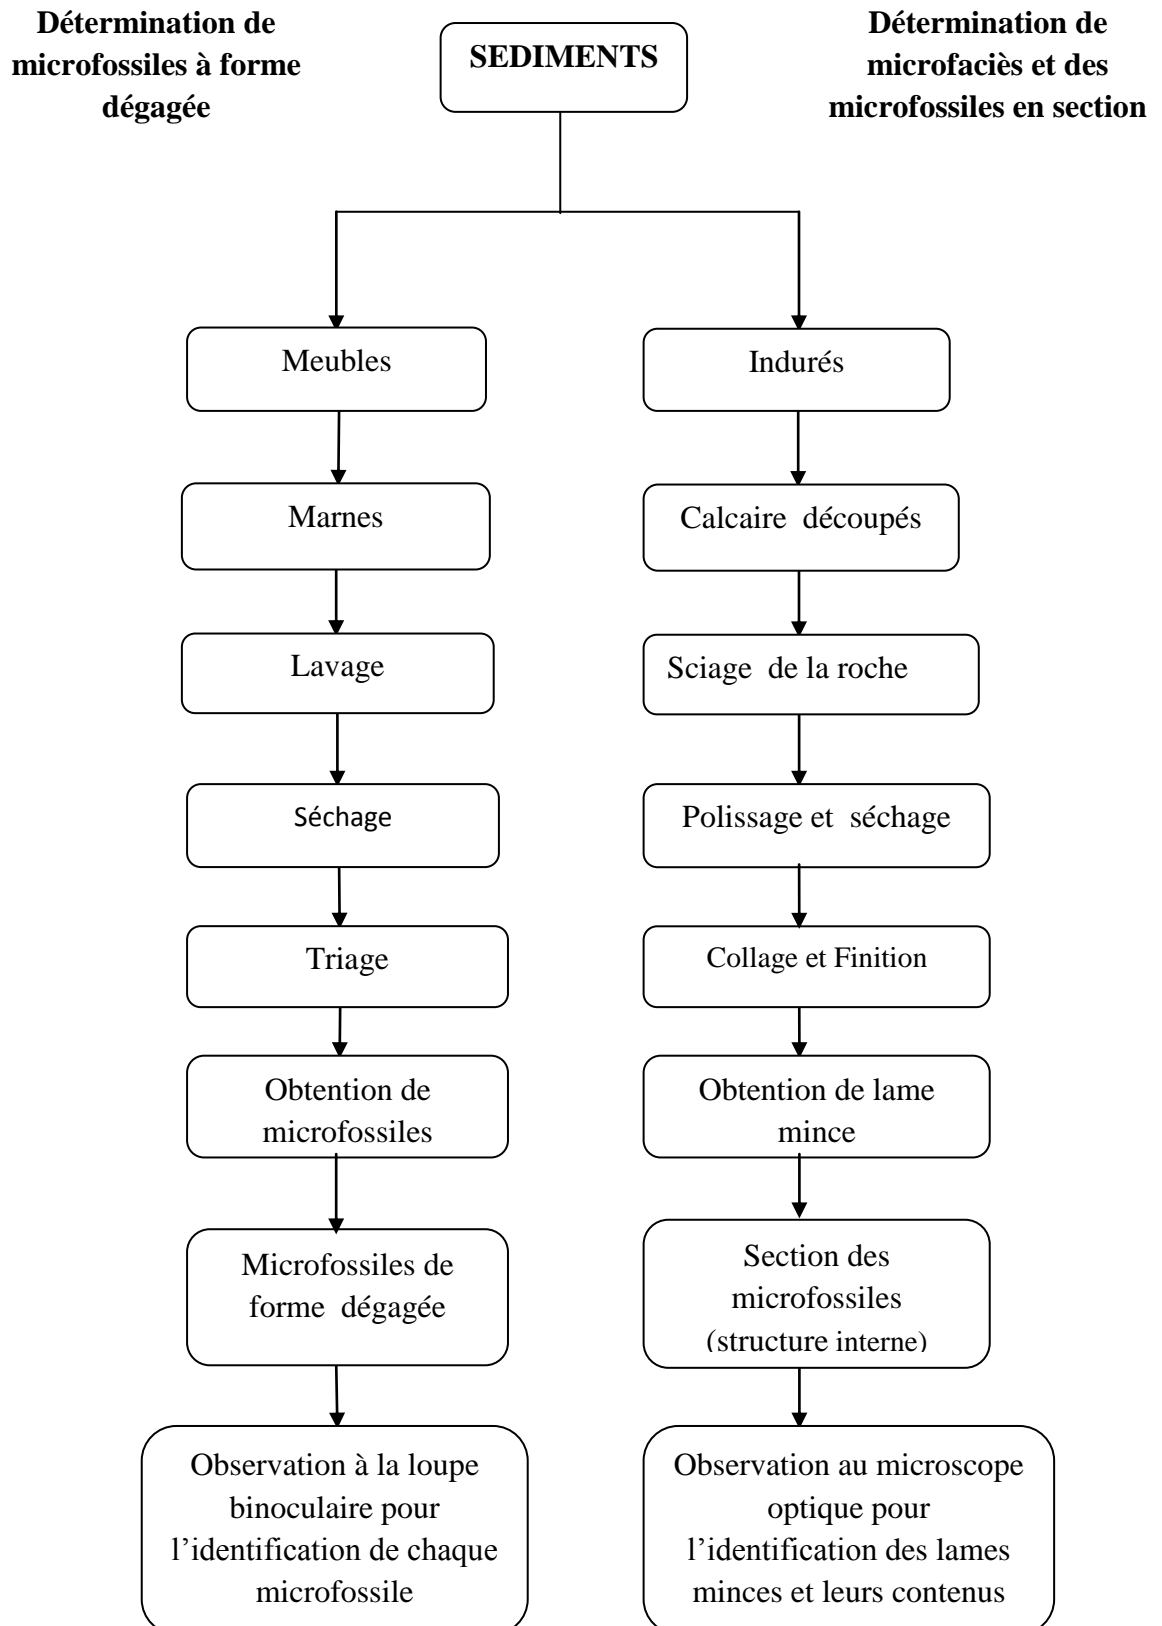 Détermination de
microfossiles à forme
dégagée
SEDIMENTS
Détermination de
microfaciès et des
microfossiles en section
Meubles
Indurés
Marnes
Calcaire découpés
Lavage
Sciage de la roche
Séchage
Polissage et séchage
Triage
Collage et Finition
Obtention de
microfossiles
Obtention de lame
mince
Microfossiles de
forme dégagée
Section des
microfossiles
(structure interne)
Observation à la loupe
binoculaire pour
l’identification de chaque
microfossile
Observation au microscope
optique pour
l’identification des lames
minces et leurs contenus